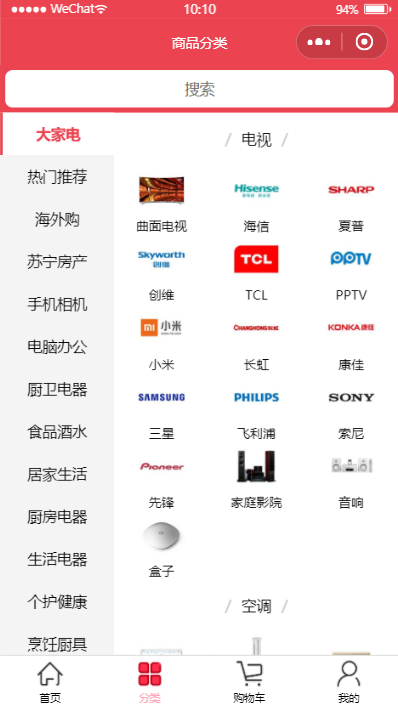 WeChat 10:10 94%
商品分类
搜索
大家电
热门推荐
海外购
苏宁房产
手机相机
电脑办公
厨卫电器
食品酒水
居家生活
厨房电器
生活电器
个护健康
烹饪厨具
/ 电视 /
Hisense
SHARP
曲面电视 海信 夏普
Skyworth 创维
TCL
PPTV
创维 TCL PPTV
小米
CHANGHONG 长虹
KONKA 康佳
小米 长虹 康佳
SAMSUNG PHILIPS SONY
三星 飞利浦 索尼
Pioneer
先锋 家庭影院 音响
盒子
/ 空调 /
首页 分类 购物车 我的